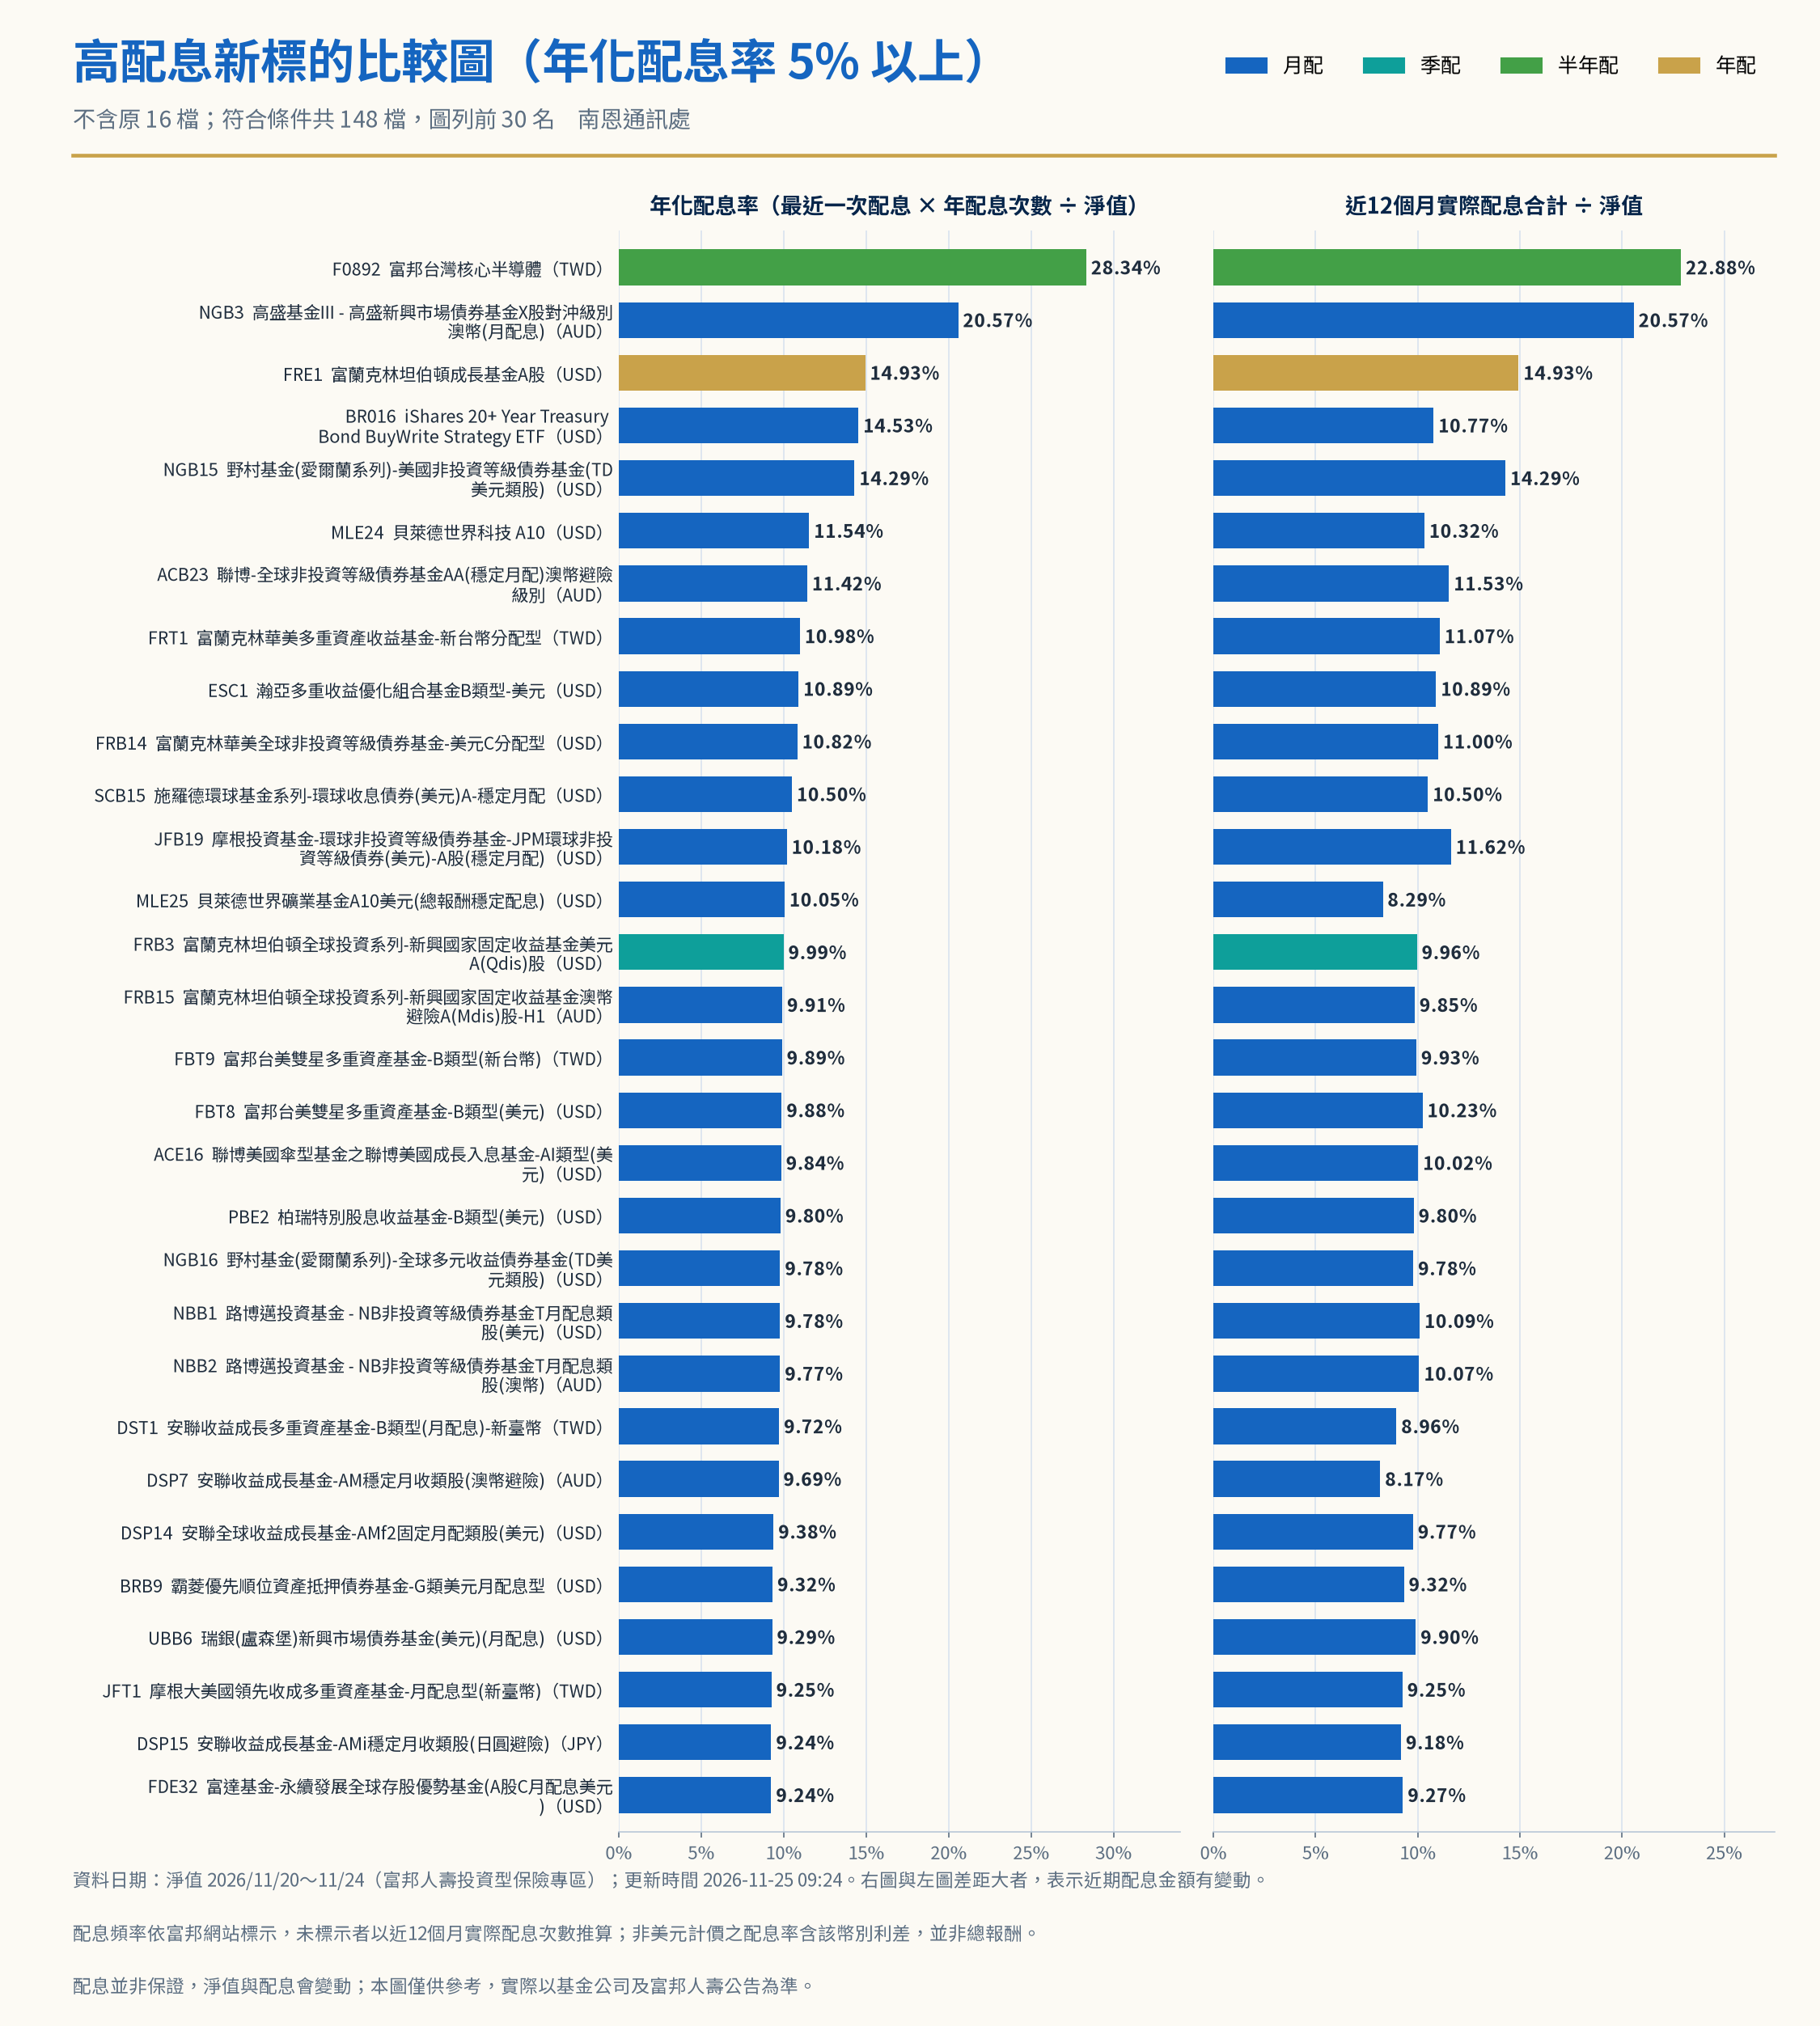 高配息新標的比較圖（年化配息率 5% 以上）
月配 季配 半年配 年配
不含原 16 檔；符合條件共 148 檔，圖列前 30 名　南恩通訊處
年化配息率（最近一次配息 × 年配息次數 ÷ 淨值）
近12個月實際配息合計 ÷ 淨值
F0892 富邦台灣核心半導體（TWD） 28.34% 22.88%
NGB3 高盛基金III - 高盛新興市場債券基金X股對沖級別
澳幣(月配息)（AUD） 20.57% 20.57%
FRE1 富蘭克林坦伯頓成長基金A股（USD） 14.93% 14.93%
BR016 iShares 20+ Year Treasury
Bond BuyWrite Strategy ETF（USD） 14.53% 10.77%
NGB15 野村基金(愛爾蘭系列)-美國非投資等級債券基金(TD
美元類股)（USD） 14.29% 14.29%
MLE24 貝萊德世界科技 A10（USD） 11.54% 10.32%
ACB23 聯博-全球非投資等級債券基金AA(穩定月配)澳幣避險
級別（AUD） 11.42% 11.53%
FRT1 富蘭克林華美多重資產收益基金-新台幣分配型（TWD） 10.98% 11.07%
ESC1 瀚亞多重收益優化組合基金B類型-美元（USD） 10.89% 10.89%
FRB14 富蘭克林華美全球非投資等級債券基金-美元C分配型（USD） 10.82% 11.00%
SCB15 施羅德環球基金系列-環球收息債券(美元)A-穩定月配（USD） 10.50% 10.50%
JFB19 摩根投資基金-環球非投資等級債券基金-JPM環球非投
資等級債券(美元)-A股(穩定月配)（USD） 10.18% 11.62%
MLE25 貝萊德世界礦業基金A10美元(總報酬穩定配息)（USD） 10.05% 8.29%
FRB3 富蘭克林坦伯頓全球投資系列-新興國家固定收益基金美元
A(Qdis)股（USD） 9.99% 9.96%
FRB15 富蘭克林坦伯頓全球投資系列-新興國家固定收益基金澳幣
避險A(Mdis)股-H1（AUD） 9.91% 9.85%
FBT9 富邦台美雙星多重資產基金-B類型(新台幣)（TWD） 9.89% 9.93%
FBT8 富邦台美雙星多重資產基金-B類型(美元)（USD） 9.88% 10.23%
ACE16 聯博美國傘型基金之聯博美國成長入息基金-AI類型(美
元)（USD） 9.84% 10.02%
PBE2 柏瑞特別股息收益基金-B類型(美元)（USD） 9.80% 9.80%
NGB16 野村基金(愛爾蘭系列)-全球多元收益債券基金(TD美
元類股)（USD） 9.78% 9.78%
NBB1 路博邁投資基金 - NB非投資等級債券基金T月配息類
股(美元)（USD） 9.78% 10.09%
NBB2 路博邁投資基金 - NB非投資等級債券基金T月配息類
股(澳幣)（AUD） 9.77% 10.07%
DST1 安聯收益成長多重資產基金-B類型(月配息)-新臺幣（TWD） 9.72% 8.96%
DSP7 安聯收益成長基金-AM穩定月收類股(澳幣避險)（AUD） 9.69% 8.17%
DSP14 安聯全球收益成長基金-AMf2固定月配類股(美元)（USD） 9.38% 9.77%
BRB9 霸菱優先順位資產抵押債券基金-G類美元月配息型（USD） 9.32% 9.32%
UBB6 瑞銀(盧森堡)新興市場債券基金(美元)(月配息)（USD） 9.29% 9.90%
JFT1 摩根大美國領先收成多重資產基金-月配息型(新臺幣)（TWD） 9.25% 9.25%
DSP15 安聯收益成長基金-AMi穩定月收類股(日圓避險)（JPY） 9.24% 9.18%
FDE32 富達基金-永續發展全球存股優勢基金(A股C月配息美元
)（USD） 9.24% 9.27%
0% 5% 10% 15% 20% 25% 30% 0% 5% 10% 15% 20% 25%
資料日期：淨值 2026/11/20～11/24（富邦人壽投資型保險專區）；更新時間 2026-11-25 09:24。右圖與左圖差距大者，表示近期配息金額有變動。
配息頻率依富邦網站標示，未標示者以近12個月實際配息次數推算；非美元計價之配息率含該幣別利差，並非總報酬。
配息並非保證，淨值與配息會變動；本圖僅供參考，實際以基金公司及富邦人壽公告為準。